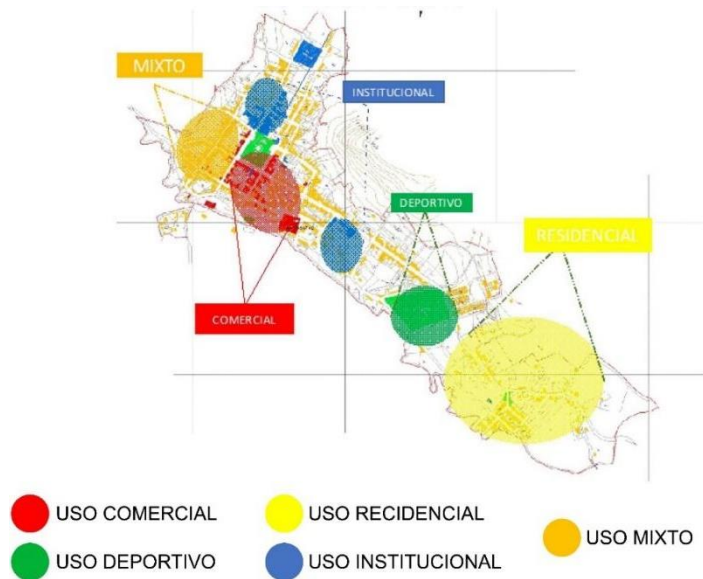 MIXTO
INSTITUCIONAL
DEPORTIVO
RESIDENCIAL
COMERCIAL
USO COMERCIAL
USO RECIDENCIAL
USO MIXTO
USO DEPORTIVO
USO INSTITUCIONAL